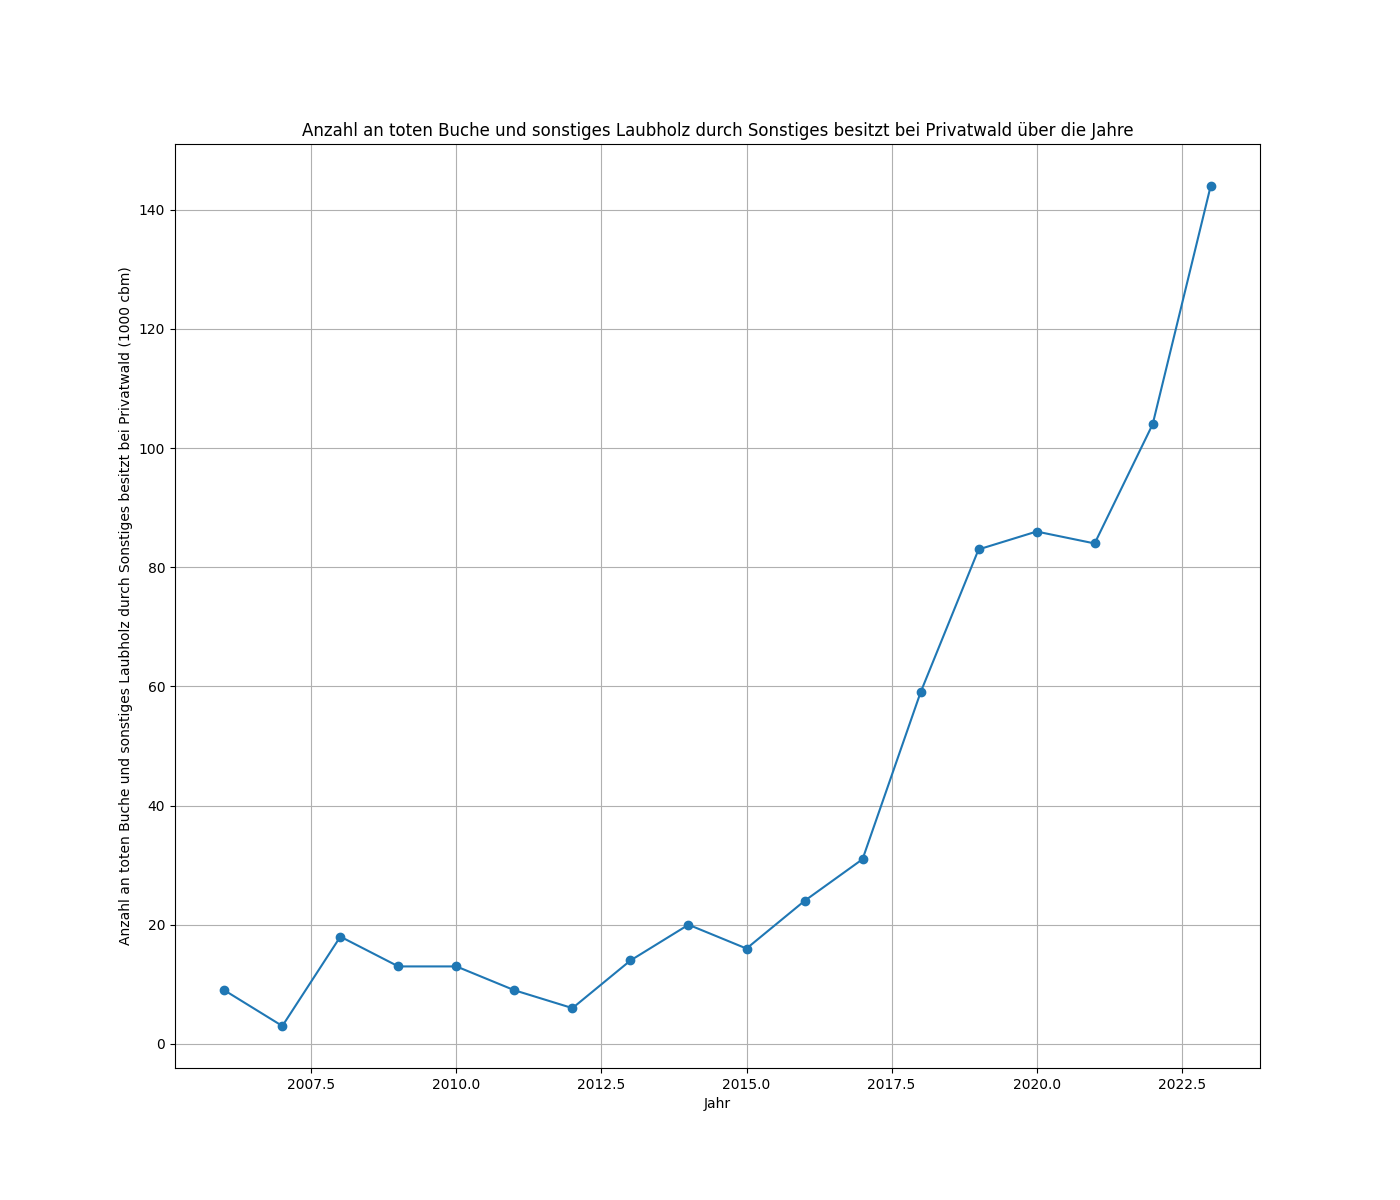 Anzahl an toten Buche und sonstiges Laubholz durch Sonstiges besitzt bei Privatwald über die Jahre
Anzahl an toten Buche und sonstiges Laubholz durch Sonstiges besitzt bei Privatwald (1000 cbm)
140
120
100
80
60
40
20
0
2007.5 2010.0 2012.5 2015.0 2017.5 2020.0 2022.5
Jahr